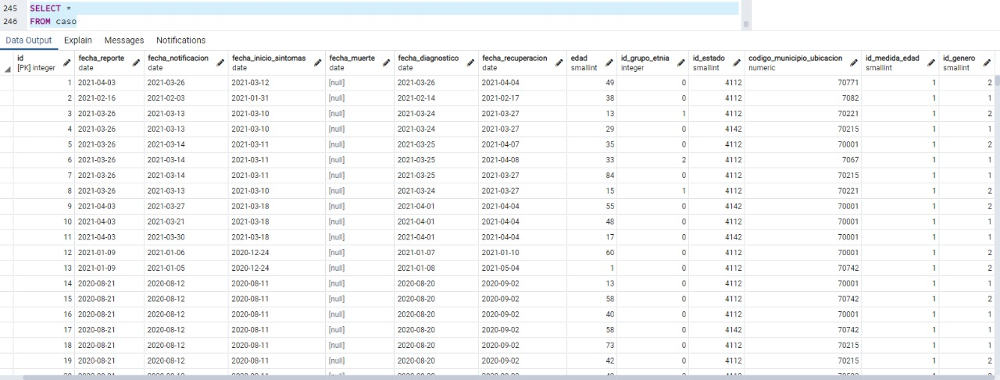 245 SELECT *
246 FROM caso
Data Output Explain Messages Notifications
id fecha_reporte fecha_notificacion fecha_inicio_sintomas fecha_muerte fecha_diagnostico fecha_recuperacion edad id_grupo_etnia id_estado codigo_municipio_ubicacion id_medida_edad id_genero
[PK] integer date date date date date date smallint integer smallint numeric smallint smallint
1 2021-04-03 2021-03-26 2021-03-12 [null] 2021-03-26 2021-04-04 49 0 4112 70771 1 2
2 2021-02-16 2021-02-03 2021-01-31 [null] 2021-02-14 2021-02-17 38 0 4112 7082 1 1
3 2021-03-26 2021-03-13 2021-03-10 [null] 2021-03-24 2021-03-27 13 1 4112 70221 1 2
4 2021-03-26 2021-03-13 2021-03-10 [null] 2021-03-24 2021-03-27 29 0 4142 70215 1 1
5 2021-03-26 2021-03-14 2021-03-11 [null] 2021-03-25 2021-04-07 35 0 4112 70001 1 2
6 2021-03-26 2021-03-14 2021-03-11 [null] 2021-03-25 2021-04-08 33 2 4112 7067 1 1
7 2021-03-26 2021-03-14 2021-03-11 [null] 2021-03-25 2021-03-27 84 0 4112 70215 1 1
8 2021-03-26 2021-03-13 2021-03-10 [null] 2021-03-24 2021-03-27 15 1 4112 70221 1 2
9 2021-04-03 2021-03-27 2021-03-18 [null] 2021-04-01 2021-04-04 55 0 4142 70001 1 2
10 2021-04-03 2021-03-21 2021-03-18 [null] 2021-04-01 2021-04-04 48 0 4112 70001 1 1
11 2021-04-03 2021-03-30 2021-03-18 [null] 2021-04-01 2021-04-04 17 0 4142 70001 1 1
12 2021-01-09 2021-01-06 2020-12-24 [null] 2021-01-07 2021-01-10 60 0 4112 70001 1 2
13 2021-01-09 2021-01-05 2020-12-24 [null] 2021-01-08 2021-05-04 1 0 4112 70742 1 2
14 2020-08-21 2020-08-12 2020-08-11 [null] 2020-08-20 2020-09-02 13 0 4112 70001 1 1
15 2020-08-21 2020-08-12 2020-08-11 [null] 2020-08-20 2020-09-02 58 0 4112 70742 1 2
16 2020-08-21 2020-08-12 2020-08-11 [null] 2020-08-20 2020-09-02 40 0 4112 70001 1 1
17 2020-08-21 2020-08-12 2020-08-11 [null] 2020-08-20 2020-09-02 58 0 4142 70742 1 1
18 2020-08-21 2020-08-12 2020-08-11 [null] 2020-08-20 2020-09-02 73 0 4112 70215 1 1
19 2020-08-21 2020-08-12 2020-08-11 [null] 2020-08-20 2020-09-02 42 0 4112 70215 1 2